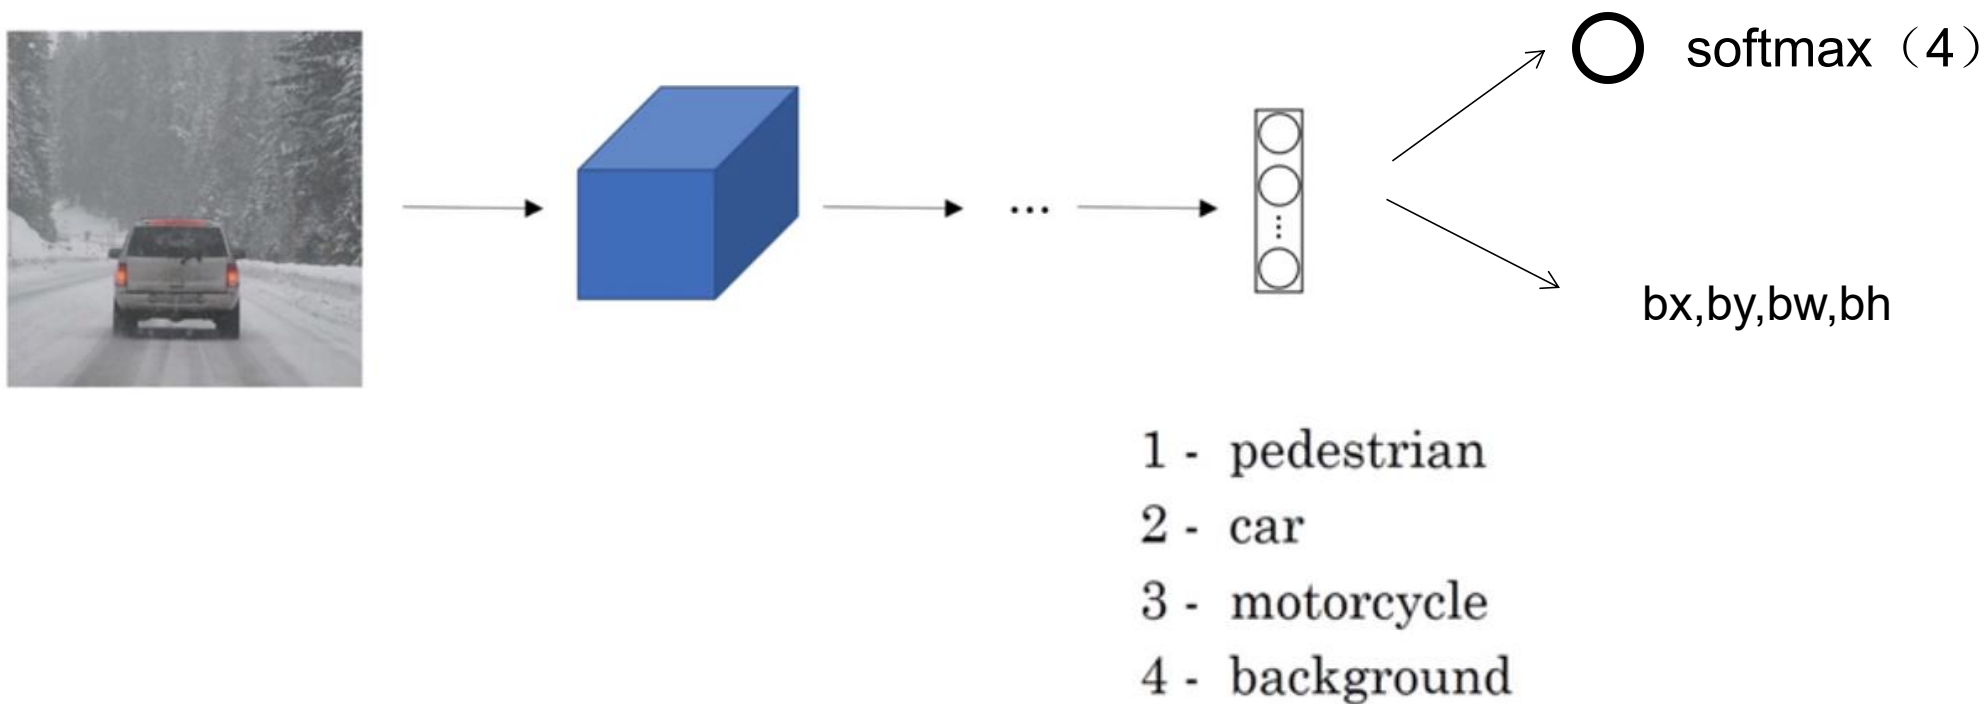 softmax（4）
...
bx,by,bw,bh
1 - pedestrian
2 - car
3 - motorcycle
4 - background